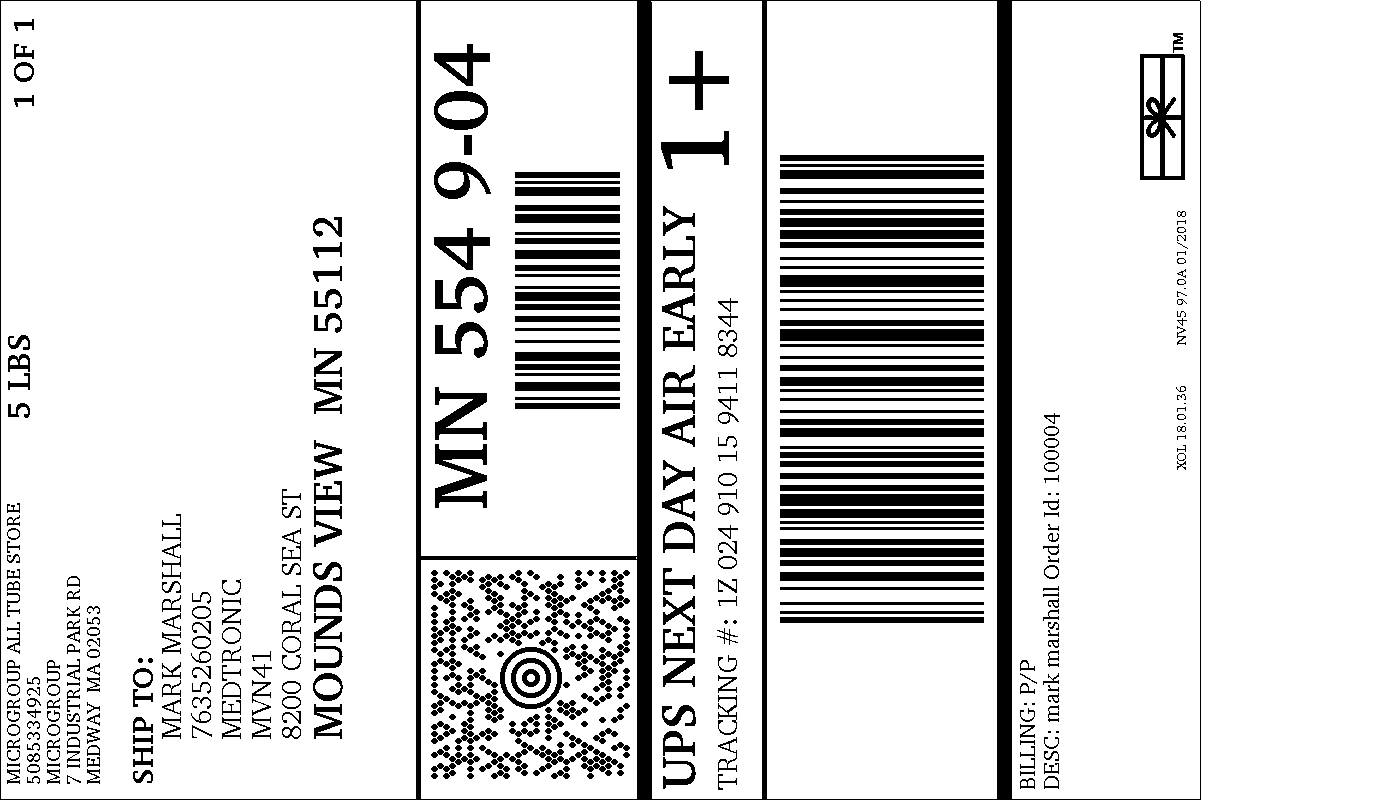 MICROGROUP ALL TUBE STORE
5085334925
MICROGROUP
7 INDUSTRIAL PARK RD
MEDWAY  MA 02053
5 LBS
1 OF 1
SHIP TO:
MARK MARSHALL
7635260205
MEDTRONIC
MVN41
8200 CORAL SEA ST
MOUNDS VIEW  MN 55112
MN 554 9-04
UPS NEXT DAY AIR EARLY
1+
TRACKING #: 1Z 024 910 15 9411 8344
BILLING: P/P
DESC: mark marshall Order Id: 100004
XOL 18.01.36
NV45 97.0A 01/2018
TM